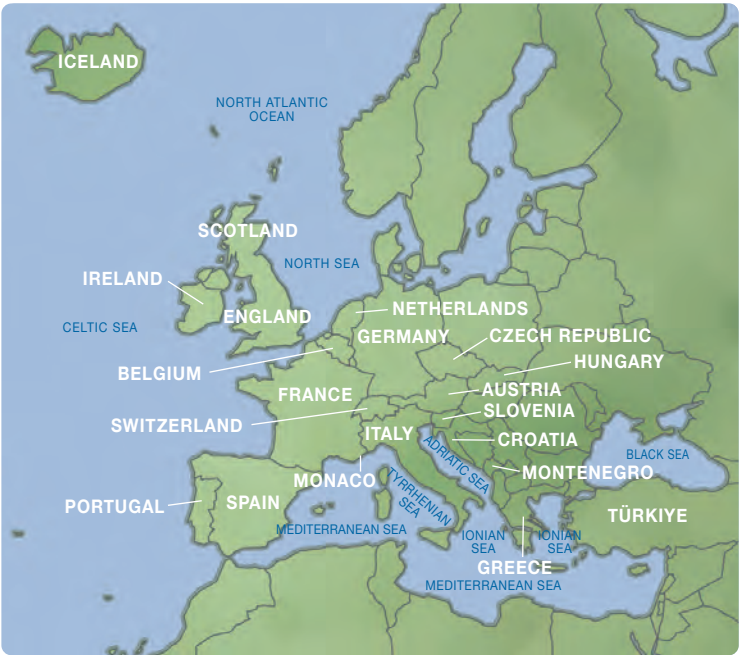 ICELAND
NORTH ATLANTIC
OCEAN
SCOTLAND
NORTH SEA
IRELAND
NETHERLANDS
ENGLAND
CELTIC SEA
GERMANY
CZECH REPUBLIC
HUNGARY
BELGIUM
AUSTRIA
FRANCE
SLOVENIA
SWITZERLAND
ITALY
CROATIA
ADRIATIC SEA
BLACK SEA
MONTENEGRO
MONACO
TYRRHENIAN
SEA
PORTUGAL
SPAIN
TÜRKIYE
MEDITERRANEAN SEA
IONIAN
SEA
IONIAN
SEA
GREECE
MEDITERRANEAN SEA